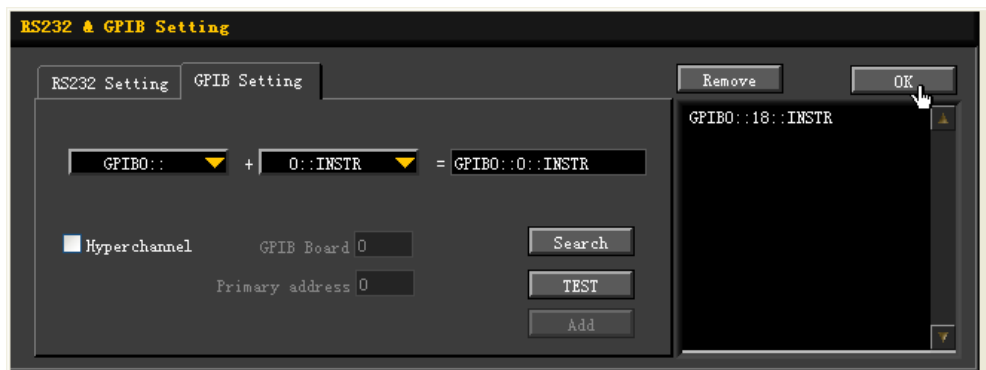 RS232 & GPIB Setting
RS232 Setting
GPIB Setting
Remove
OK
GPIB0::18::INSTR
GPIB0::
+
0::INSTR
=
GPIB0::0::INSTR
Hyperchannel
GPIB Board 0
Search
Primary address 0
TEST
Add